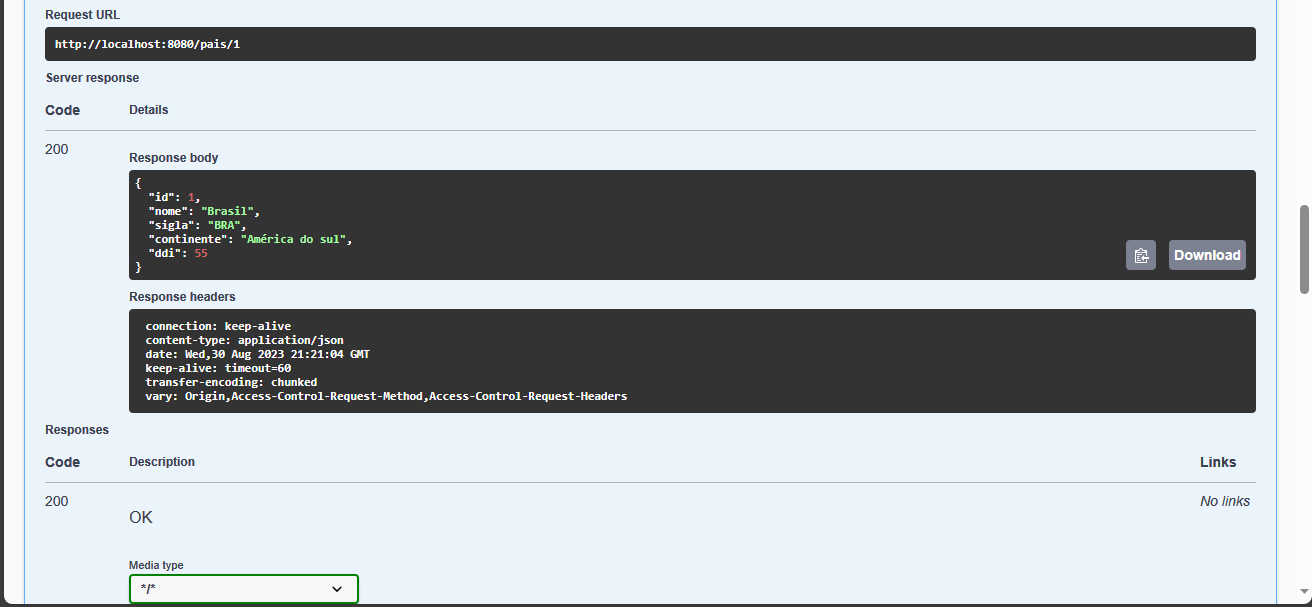 Request URL
http://localhost:8080/pais/1
Server response
Code Details
200
Response body
{
"id": 1,
"nome": "Brasil",
"sigla": "BRA",
"continente": "América do sul",
"ddi": 55
}
Download
Response headers
connection: keep-alive
content-type: application/json
date: Wed,30 Aug 2023 21:21:04 GMT
keep-alive: timeout=60
transfer-encoding: chunked
vary: Origin,Access-Control-Request-Method,Access-Control-Request-Headers
Responses
Code Description Links
200 No links
OK
Media type
*/*